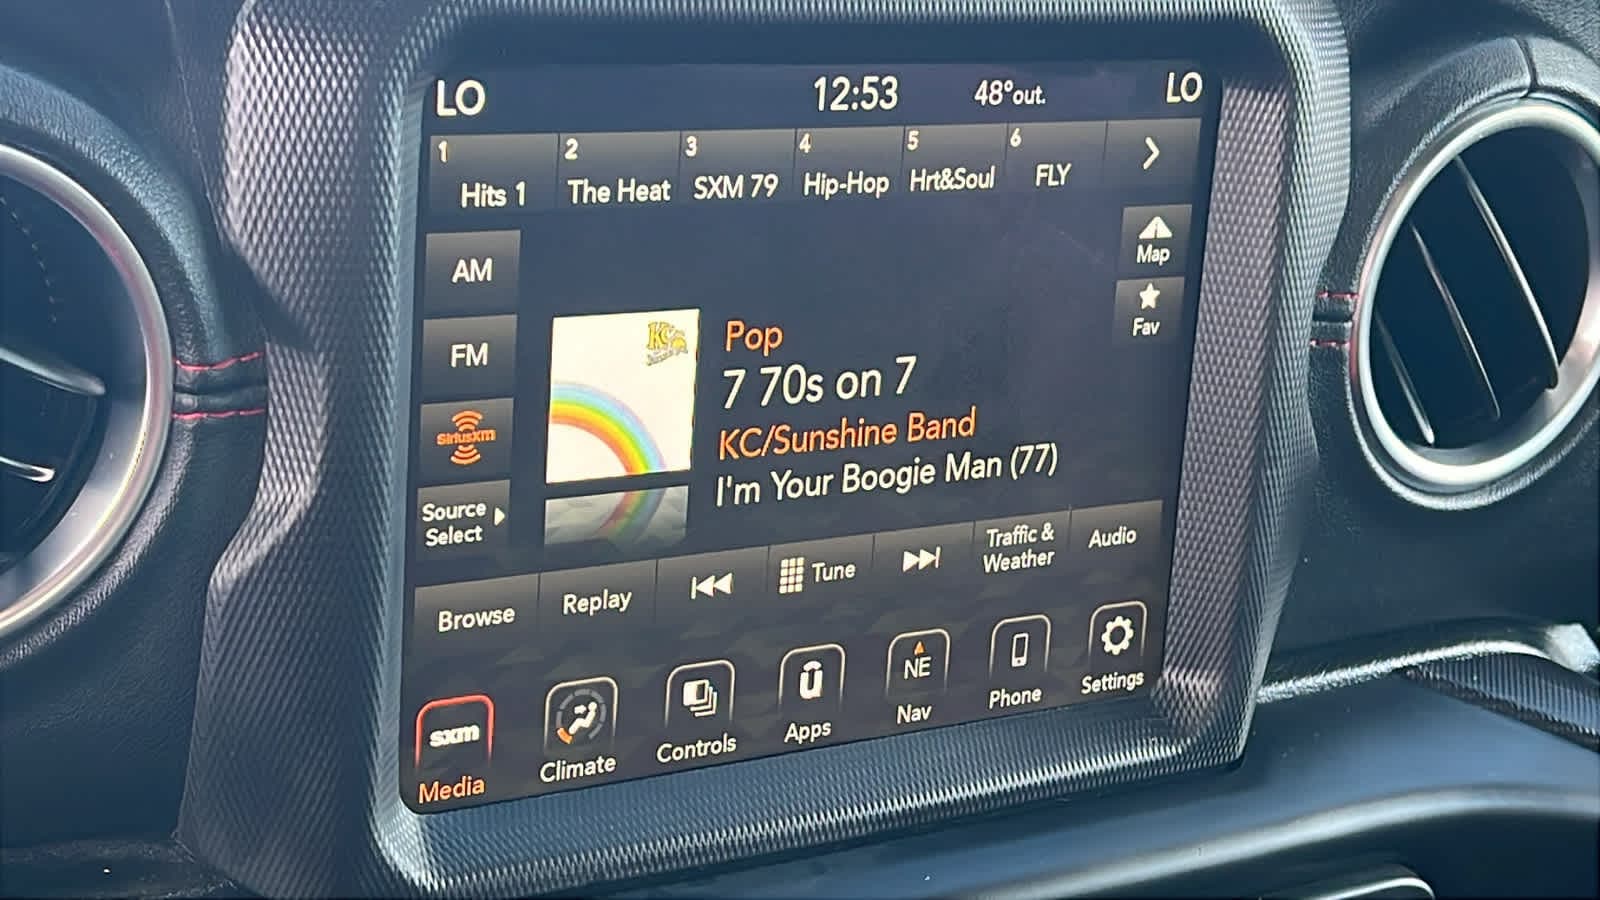 LO 12:53 48°out. LO
1 2 3 4 5 6
Hits 1 The Heat SXM 79 Hip-Hop Hrt&Soul FLY
AM
FM
SiriusXM
Source
Select
Map
Fav
KC
Pop
7 70s on 7
KC/Sunshine Band
I'm Your Boogie Man (77)
Browse Replay Tune Traffic &
Weather Audio
sxm
NE
Media Climate Controls Apps Nav Phone Settings